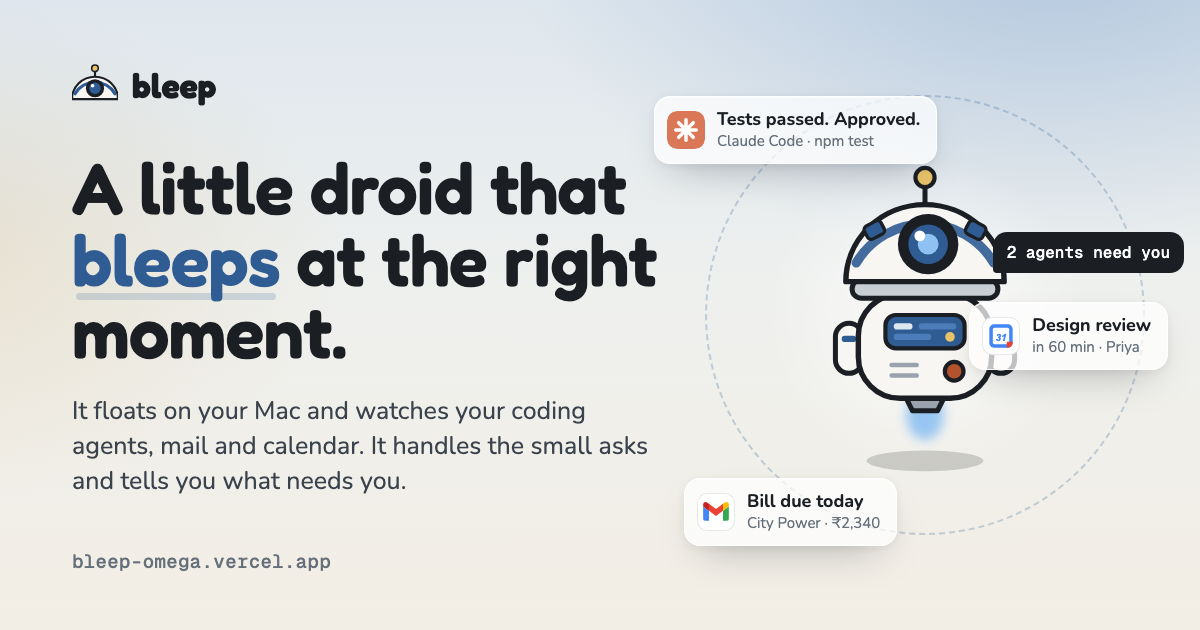 bleep
A little droid that
bleeps at the right
moment.
It floats on your Mac and watches your coding
agents, mail and calendar. It handles the small asks
and tells you what needs you.
bleep-omega.vercel.app
Tests passed. Approved.
Claude Code · npm test
2 agents need you
31
Design review
in 60 min · Priya
Bill due today
City Power · ₹2,340